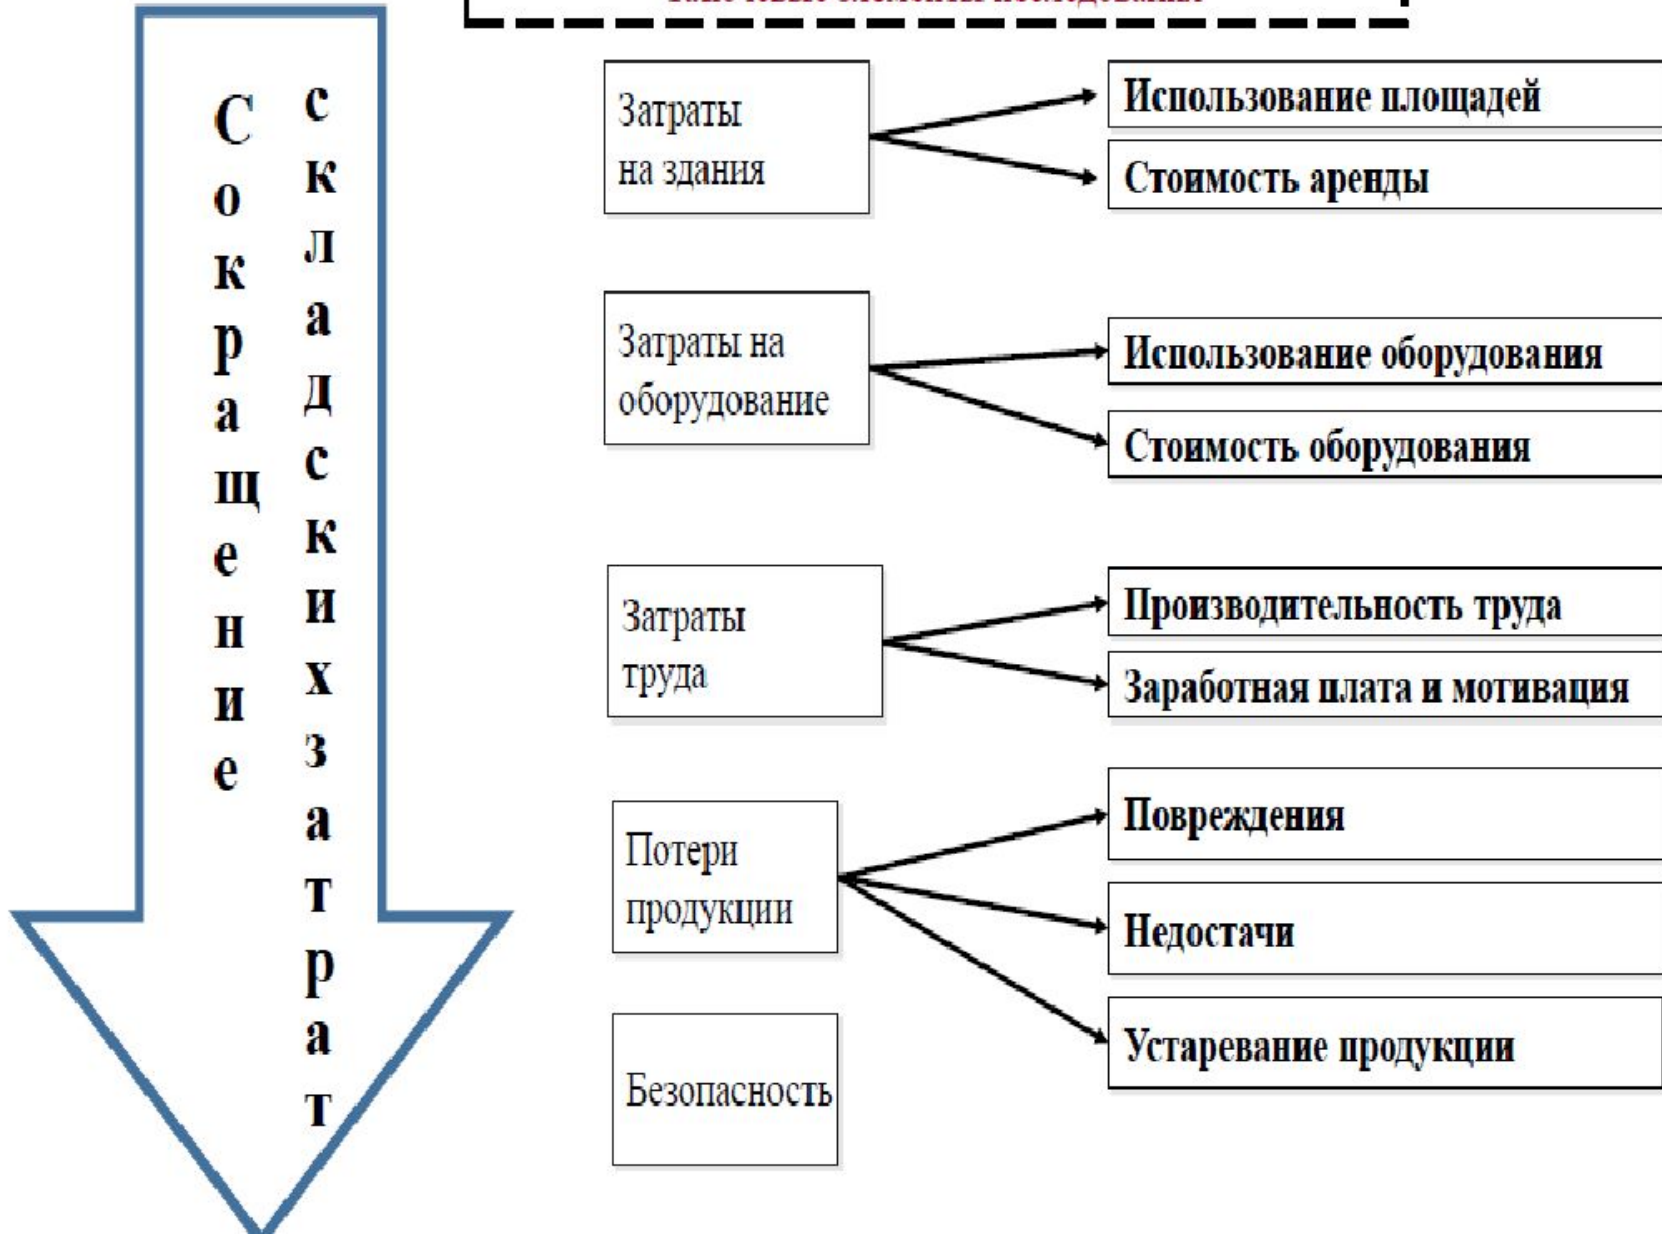 Сокращение
складских затрат
Затраты
на здания
Использование площадей
Стоимость аренды
Затраты на
оборудование
Использование оборудования
Стоимость оборудования
Затраты
труда
Производительность труда
Заработная плата и мотивация
Потери
продукции
Повреждения
Недостачи
Устаревание продукции
Безопасность